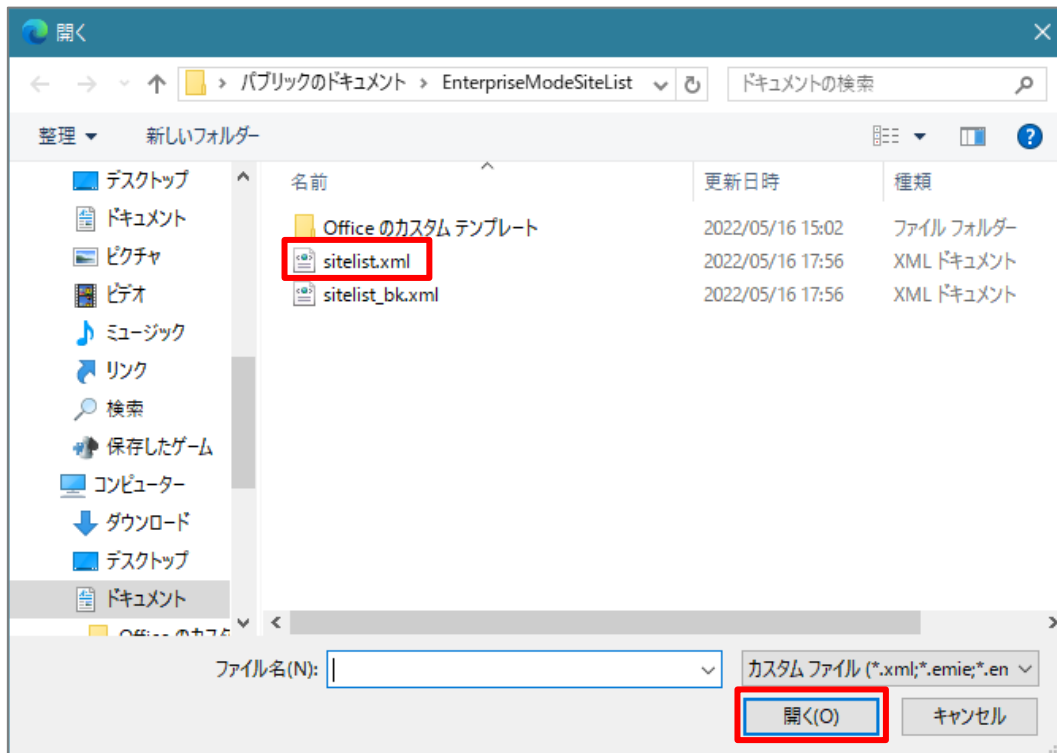 開く
パブリックのドキュメント › EnterpriseModeSiteList
ドキュメントの検索
整理
新しいフォルダー
デスクトップ
ドキュメント
ピクチャ
ビデオ
ミュージック
リンク
検索
保存したゲーム
コンピューター
ダウンロード
デスクトップ
ドキュメント
Office のカスタ
名前 更新日時 種類
Office のカスタム テンプレート 2022/05/16 15:02 ファイル フォルダー
sitelist.xml 2022/05/16 17:56 XML ドキュメント
sitelist_bk.xml 2022/05/16 17:56 XML ドキュメント
ファイル名(N):
カスタム ファイル (*.xml;*.emie;*.en
開く(O)
キャンセル